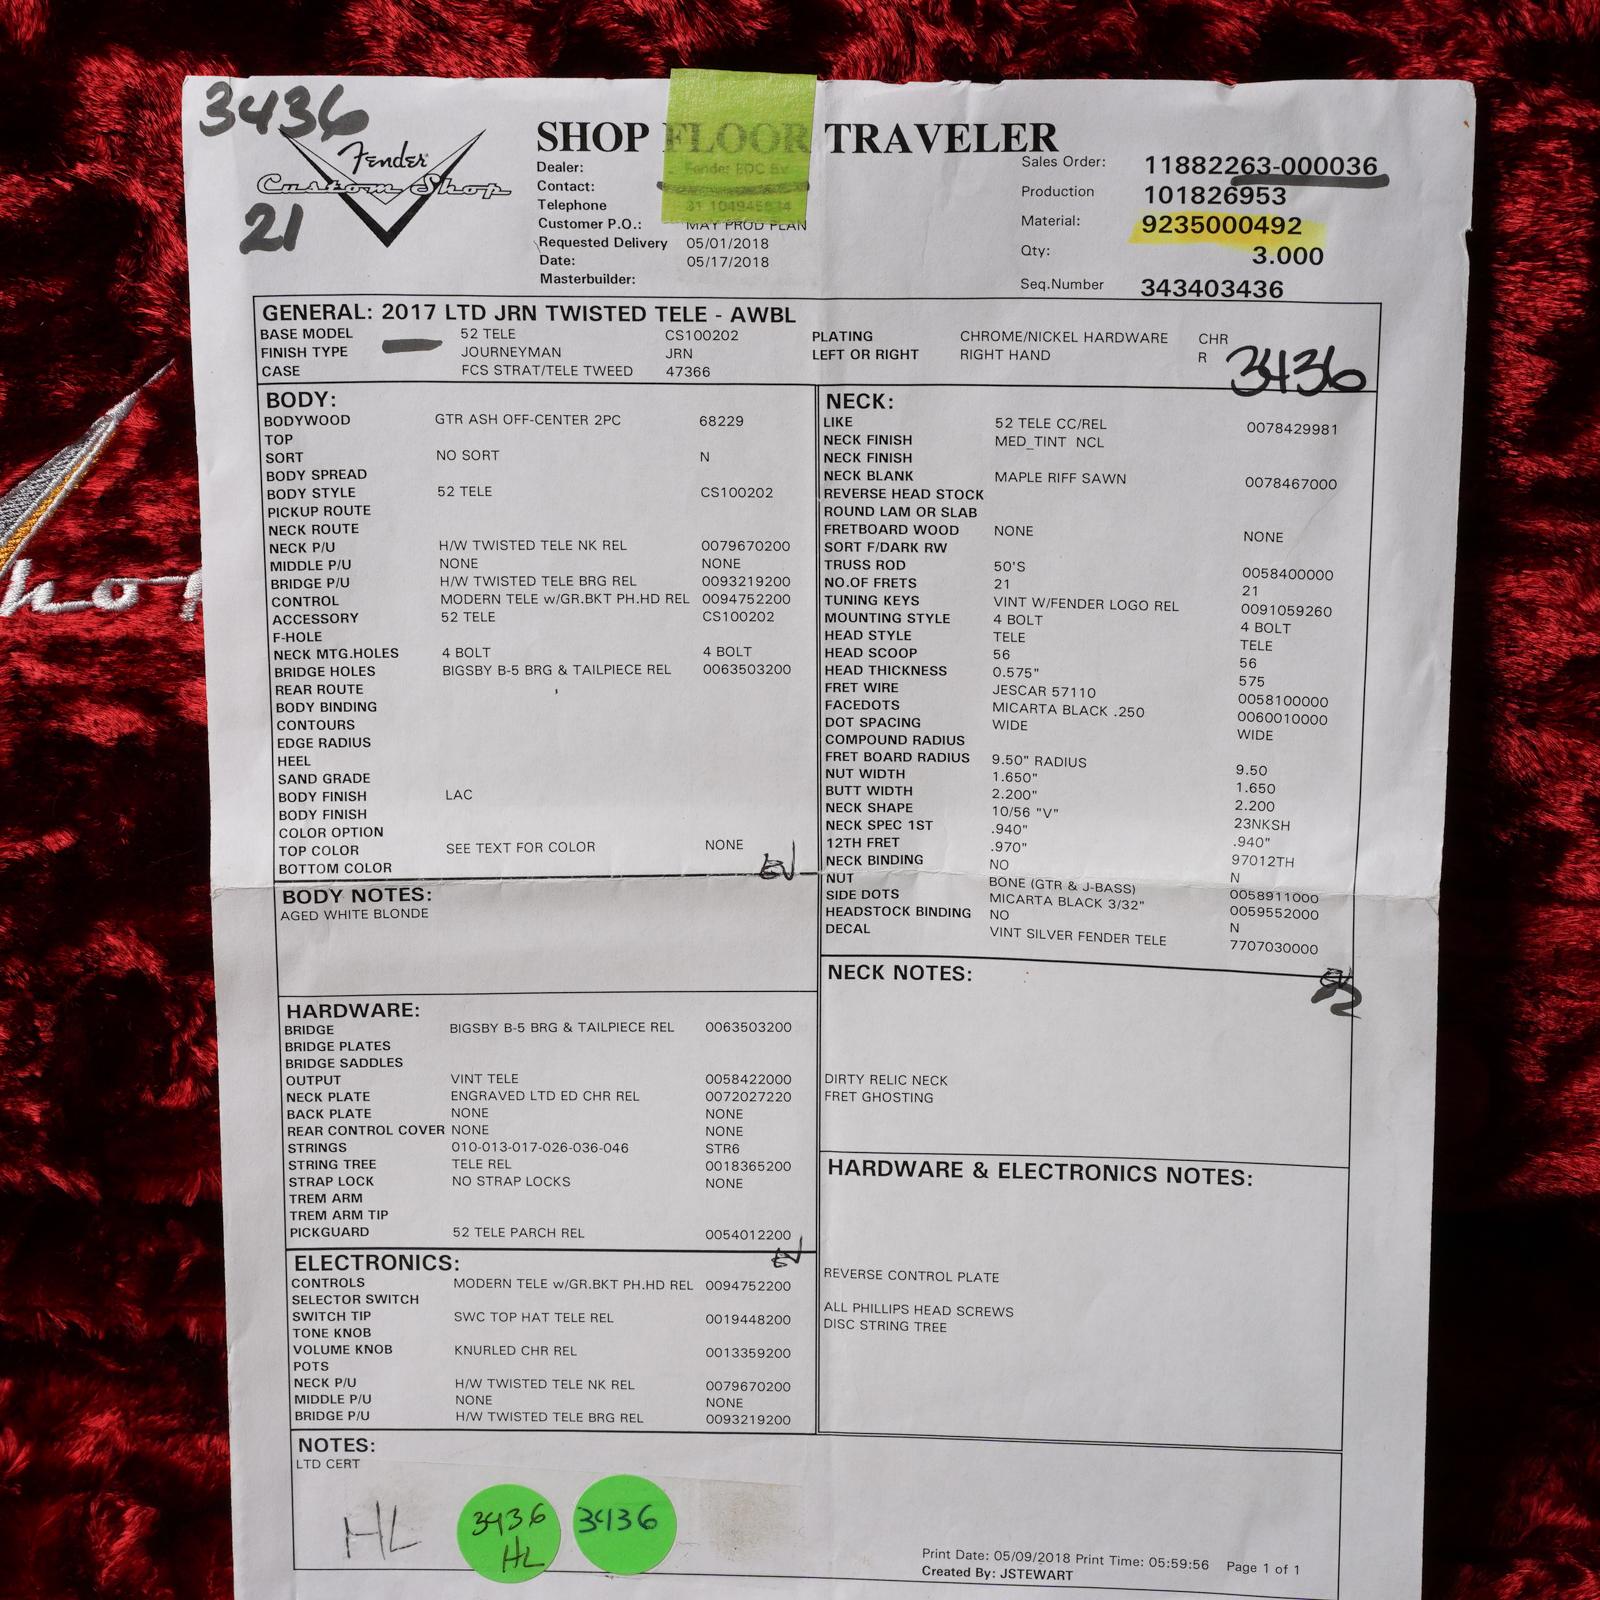 3436
21
Fender
Custom Shop
SHOP FLOOR TRAVELER
Dealer: Fender EDC Bv
Contact:
Telephone
Customer P.O.: MAY PROD PLAN
Requested Delivery 05/01/2018
Date: 05/17/2018
Masterbuilder:
Sales Order: 11882263-000036
Production 101826953
Material: 9235000492
Qty: 3.000
Seq.Number 343403436
GENERAL: 2017 LTD JRN TWISTED TELE - AWBL
BASE MODEL 52 TELE CS100202 PLATING CHROME/NICKEL HARDWARE CHR
FINISH TYPE JOURNEYMAN JRN LEFT OR RIGHT RIGHT HAND R
CASE FCS STRAT/TELE TWEED 47366
3436
BODY:
BODYWOOD GTR ASH OFF-CENTER 2PC 68229
TOP
SORT NO SORT N
BODY SPREAD
BODY STYLE 52 TELE CS100202
PICKUP ROUTE
NECK ROUTE
NECK P/U H/W TWISTED TELE NK REL 0079670200
MIDDLE P/U NONE NONE
BRIDGE P/U H/W TWISTED TELE BRG REL 0093219200
CONTROL MODERN TELE w/GR.BKT PH.HD REL 0094752200
ACCESSORY 52 TELE CS100202
F-HOLE
NECK MTG.HOLES 4 BOLT 4 BOLT
BRIDGE HOLES BIGSBY B-5 BRG & TAILPIECE REL 0063503200
REAR ROUTE
BODY BINDING
CONTOURS
EDGE RADIUS
HEEL
SAND GRADE
BODY FINISH LAC
BODY FINISH
COLOR OPTION
TOP COLOR SEE TEXT FOR COLOR NONE
BOTTOM COLOR
BODY NOTES:
AGED WHITE BLONDE
HARDWARE:
BRIDGE BIGSBY B-5 BRG & TAILPIECE REL 0063503200
BRIDGE PLATES
BRIDGE SADDLES
OUTPUT VINT TELE 0058422000
NECK PLATE ENGRAVED LTD ED CHR REL 0072027220
BACK PLATE NONE NONE
REAR CONTROL COVER NONE NONE
STRINGS 010-013-017-026-036-046 STR6
STRING TREE TELE REL 0018365200
STRAP LOCK NO STRAP LOCKS NONE
TREM ARM
TREM ARM TIP
PICKGUARD 52 TELE PARCH REL 0054012200
ELECTRONICS:
CONTROLS MODERN TELE w/GR.BKT PH.HD REL 0094752200
SELECTOR SWITCH
SWITCH TIP SWC TOP HAT TELE REL 0019448200
TONE KNOB
VOLUME KNOB KNURLED CHR REL 0013359200
POTS
NECK P/U H/W TWISTED TELE NK REL 0079670200
MIDDLE P/U NONE NONE
BRIDGE P/U H/W TWISTED TELE BRG REL 0093219200
NECK:
LIKE 52 TELE CC/REL 0078429981
NECK FINISH MED_TINT NCL
NECK FINISH
NECK BLANK MAPLE RIFF SAWN 0078467000
REVERSE HEAD STOCK
ROUND LAM OR SLAB
FRETBOARD WOOD NONE NONE
SORT F/DARK RW
TRUSS ROD 50'S 0058400000
NO.OF FRETS 21 21
TUNING KEYS VINT W/FENDER LOGO REL 0091059260
MOUNTING STYLE 4 BOLT 4 BOLT
HEAD STYLE TELE TELE
HEAD SCOOP 56 56
HEAD THICKNESS 0.575" 575
FRET WIRE JESCAR 57110 0058100000
FACEDOTS MICARTA BLACK .250 0060010000
DOT SPACING WIDE WIDE
COMPOUND RADIUS
FRET BOARD RADIUS 9.50" RADIUS 9.50
NUT WIDTH 1.650" 1.650
BUTT WIDTH 2.200" 2.200
NECK SHAPE 10/56 "V" 23NKSH
NECK SPEC 1ST .940" .940"
12TH FRET .970" 97012TH
NECK BINDING NO N
NUT BONE (GTR & J-BASS) 0058911000
SIDE DOTS MICARTA BLACK 3/32" 0059552000
HEADSTOCK BINDING NO N
DECAL VINT SILVER FENDER TELE 7707030000
NECK NOTES:
DIRTY RELIC NECK
FRET GHOSTING
HARDWARE & ELECTRONICS NOTES:
REVERSE CONTROL PLATE
ALL PHILLIPS HEAD SCREWS
DISC STRING TREE
NOTES:
LTD CERT
HL
3436
HL
3436
Print Date: 05/09/2018 Print Time: 05:59:56 Page 1 of 1
Created By: JSTEWART